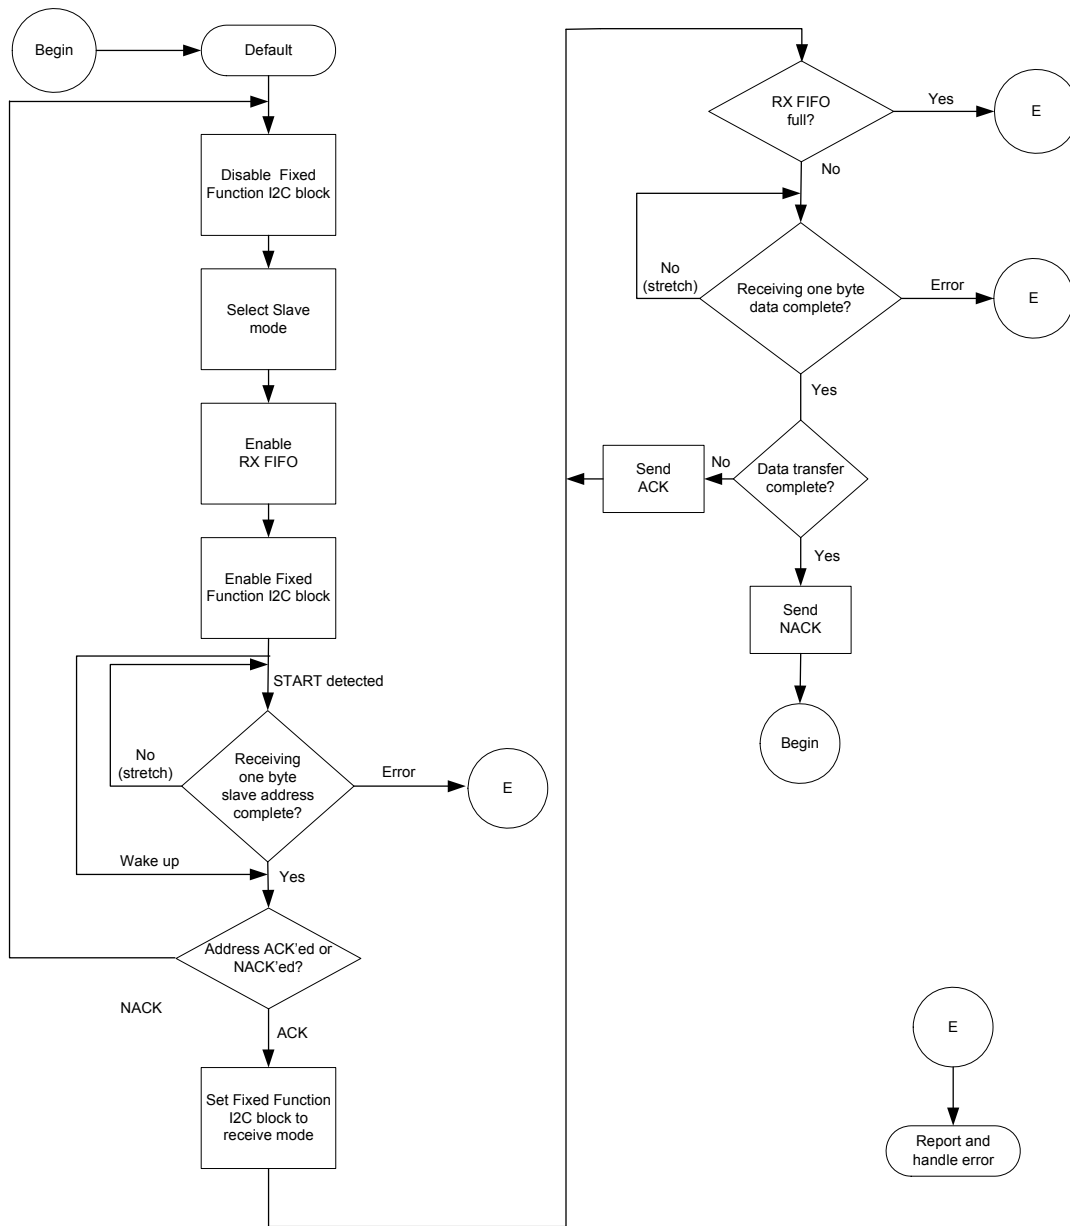 Begin
Default
Disable Fixed
Function I2C block
Select Slave
mode
Enable
RX FIFO
Enable Fixed
Function I2C block
START detected
No
(stretch)
Receiving
one byte
slave address
complete?
Error
E
Wake up
Yes
Address ACK'ed or
NACK'ed?
NACK
ACK
Set Fixed Function
I2C block to
receive mode
RX FIFO
full?
Yes
E
No
No
(stretch)
Receiving one byte
data complete?
Error
E
Yes
Send
ACK
No
Data transfer
complete?
Yes
Send
NACK
Begin
E
Report and
handle error